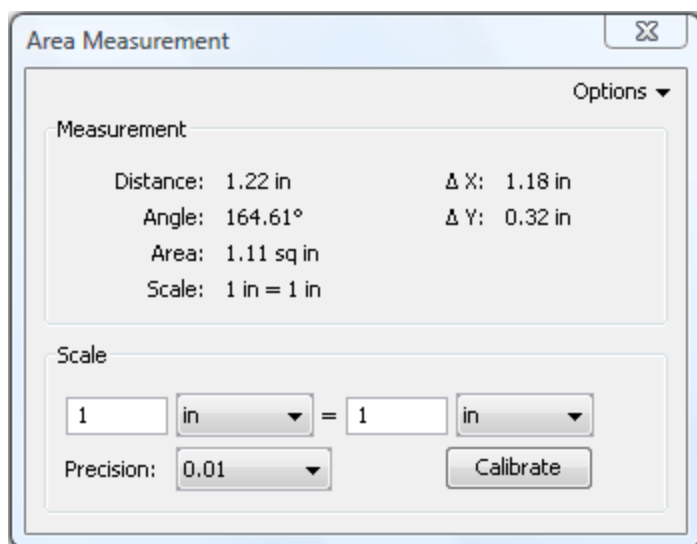 Area Measurement
Options
Measurement
Distance: 1.22 in Δ X: 1.18 in
Angle: 164.61° Δ Y: 0.32 in
Area: 1.11 sq in
Scale: 1 in = 1 in
Scale
1 in = 1 in
Precision: 0.01 Calibrate